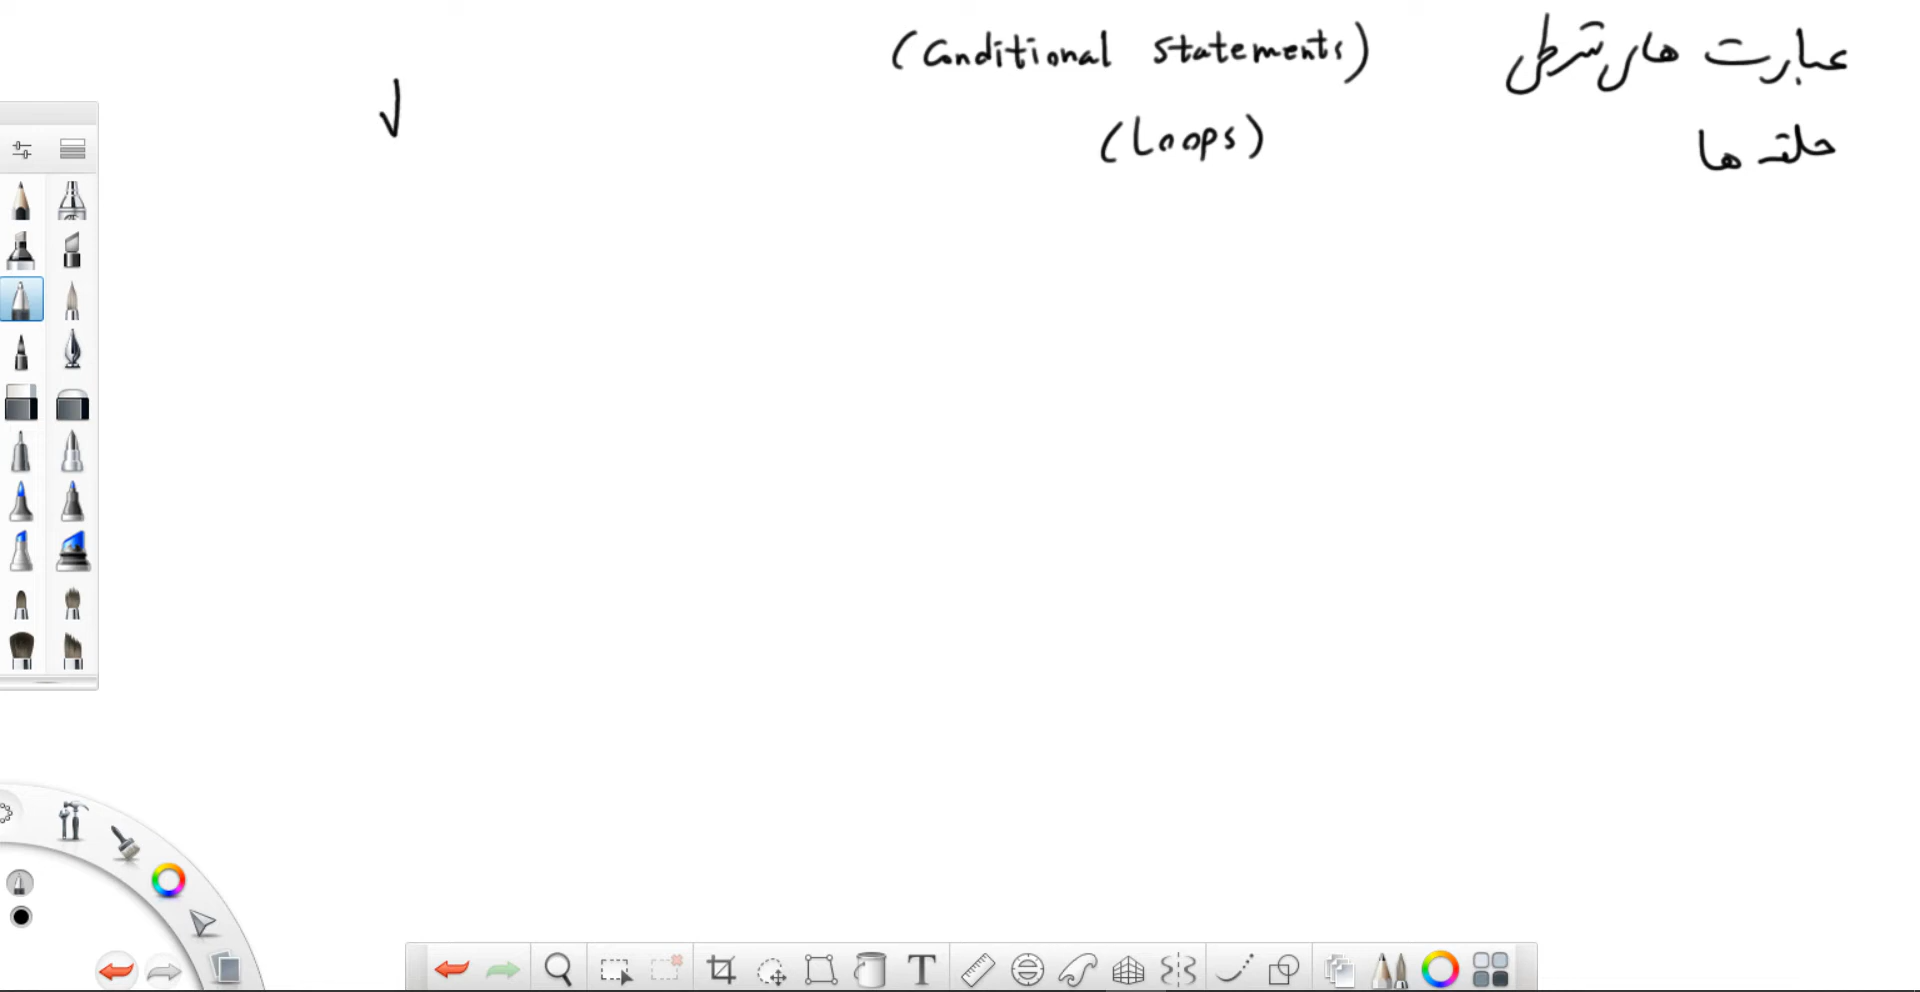 عبارت های شرطی (Conditional Statements)
حلقه ها (Loops)